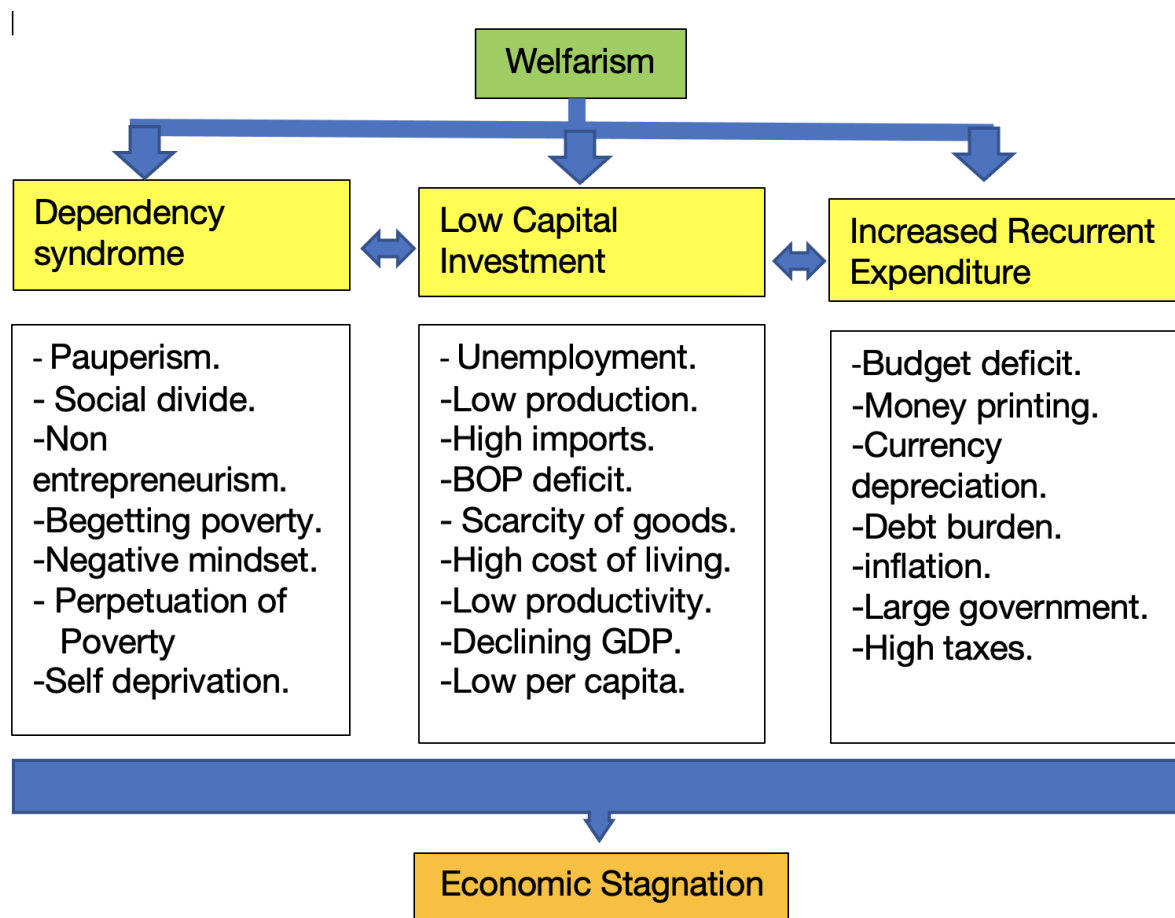 Welfarism
Dependency
syndrome
Low Capital
Investment
Increased Recurrent
Expenditure
- Pauperism.
- Social divide.
-Non
entrepreneurism.
-Begetting poverty.
-Negative mindset.
- Perpetuation of
Poverty
-Self deprivation.
- Unemployment.
-Low production.
-High imports.
-BOP deficit.
- Scarcity of goods.
-High cost of living.
-Low productivity.
-Declining GDP.
-Low per capita.
-Budget deficit.
-Money printing.
-Currency
depreciation.
-Debt burden.
-inflation.
-Large government.
-High taxes.
Economic Stagnation